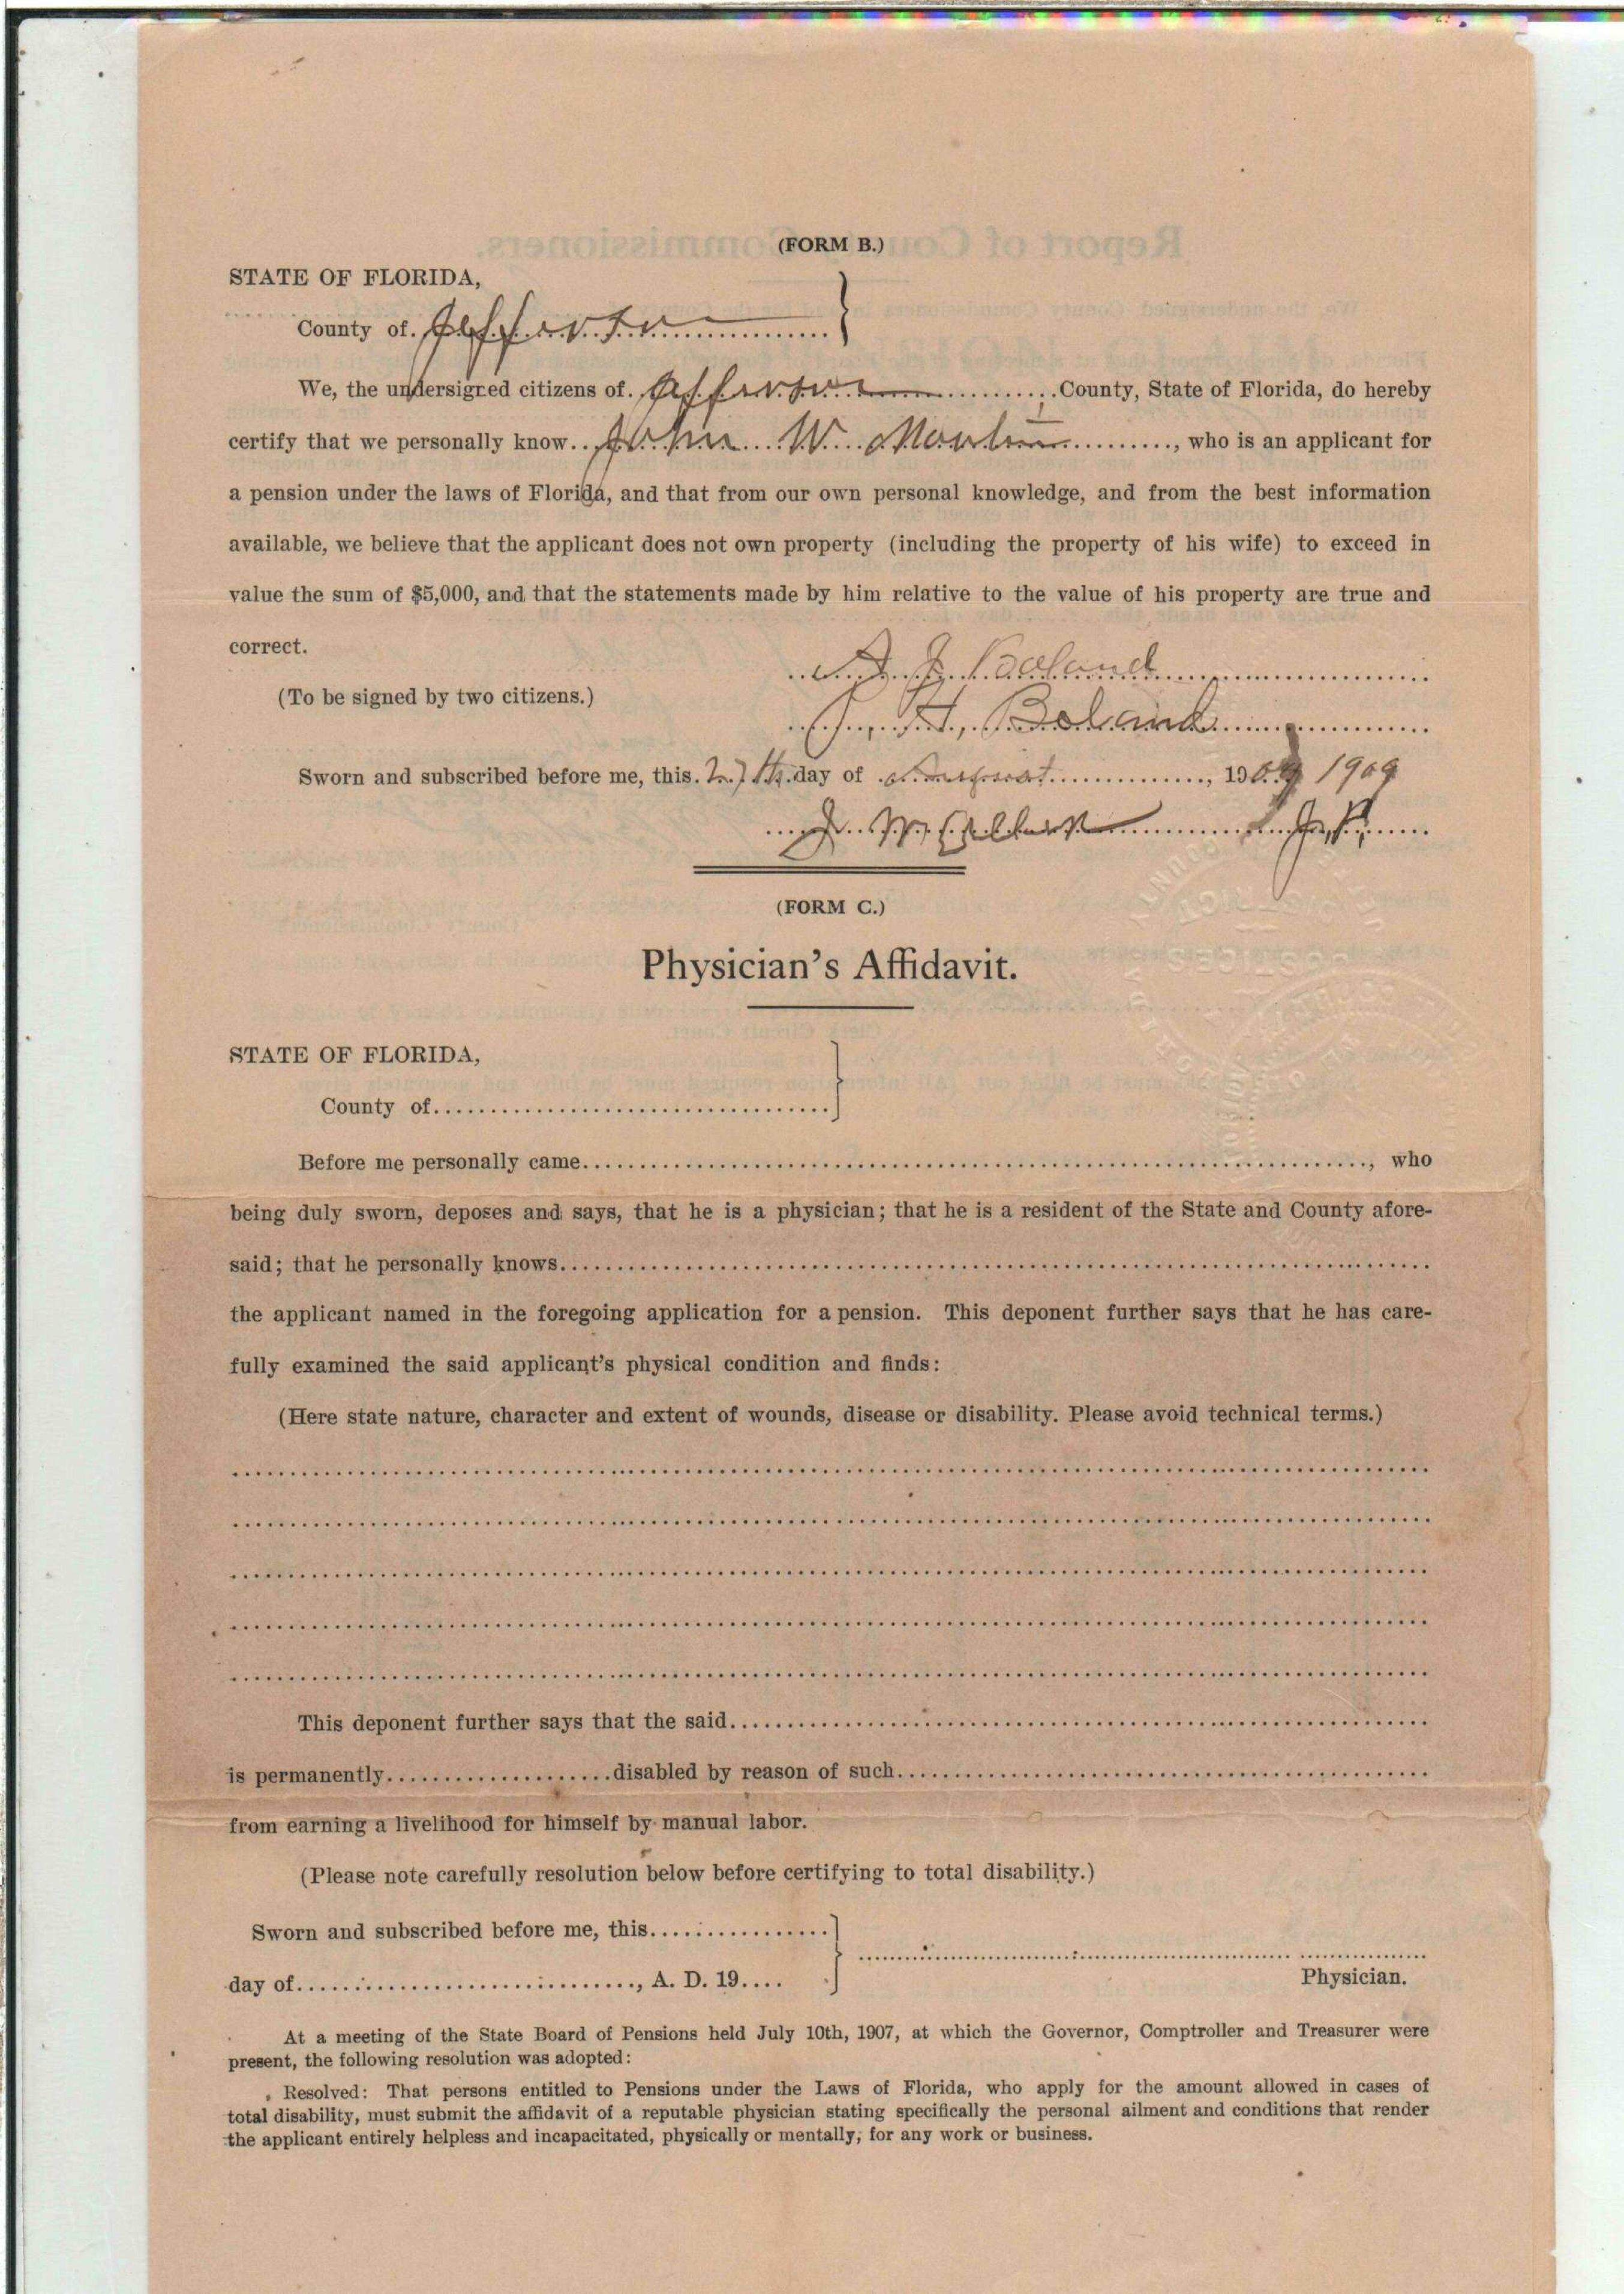 (FORM B.)
STATE OF FLORIDA,
County of Jefferson
We, the undersigned citizens of Jefferson County, State of Florida, do hereby
certify that we personally know John W. , who is an applicant for
a pension under the laws of Florida, and that from our own personal knowledge, and from the best information
available, we believe that the applicant does not own property (including the property of his wife) to exceed in
value the sum of $5,000, and that the statements made by him relative to the value of his property are true and
correct.
A. J. Boland
(To be signed by two citizens.)
H. Boland
Sworn and subscribed before me, this 27th day of August, 1909 1909
J. P.
(FORM C.)
Physician's Affidavit.
STATE OF FLORIDA,
County of
Before me personally came, who
being duly sworn, deposes and says, that he is a physician; that he is a resident of the State and County afore-
said; that he personally knows
the applicant named in the foregoing application for a pension. This deponent further says that he has care-
fully examined the said applicant's physical condition and finds:
(Here state nature, character and extent of wounds, disease or disability. Please avoid technical terms.)
This deponent further says that the said
is permanently disabled by reason of such
from earning a livelihood for himself by manual labor.
(Please note carefully resolution below before certifying to total disability.)
Sworn and subscribed before me, this
day of, A. D. 19
Physician.
At a meeting of the State Board of Pensions held July 10th, 1907, at which the Governor, Comptroller and Treasurer were
present, the following resolution was adopted:
Resolved: That persons entitled to Pensions under the Laws of Florida, who apply for the amount allowed in cases of
total disability, must submit the affidavit of a reputable physician stating specifically the personal ailment and conditions that render
the applicant entirely helpless and incapacitated, physically or mentally, for any work or business.